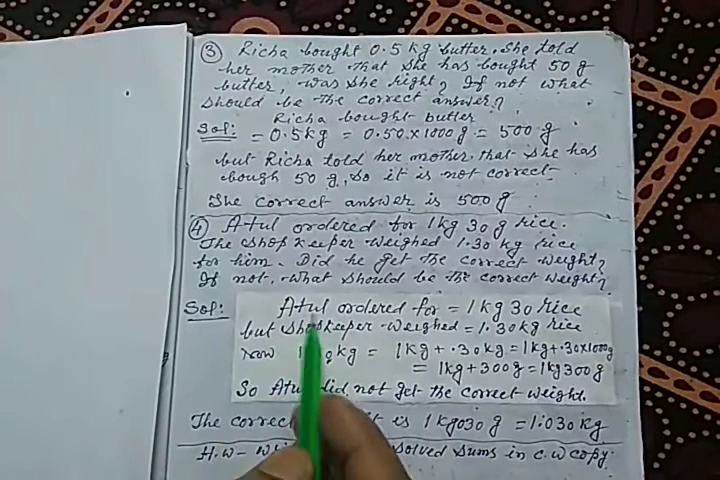 ③ Richa bought 0.5 kg butter. She told
her mother that she has bought 50 g
butter, was she right? If not what
should be the correct answer?
Richa bought butter
Sol: = 0.5 kg = 0.50 x 1000 g = 500 g
but Richa told her mother that she has
bough 50 g, so it is not correct
The correct answer is 500 g
④ Atul ordered for 1 kg 30 g rice.
The shopkeeper weighed 1.30 kg rice
for him. Did he get the correct weight?
If not, what should be the correct weight?
Sol: Atul ordered for = 1 kg 30 rice
but shopkeeper weighed = 1.30 kg rice
Now kg = 1 kg + .30 kg = 1 kg + .30 x 1000 g
= 1 kg + 300 g = 1 kg 300 g
So Atul did not get the correct weight.
The is 1 kg 030 g = 1.030 kg
H.W - solved sums in c.w copy.